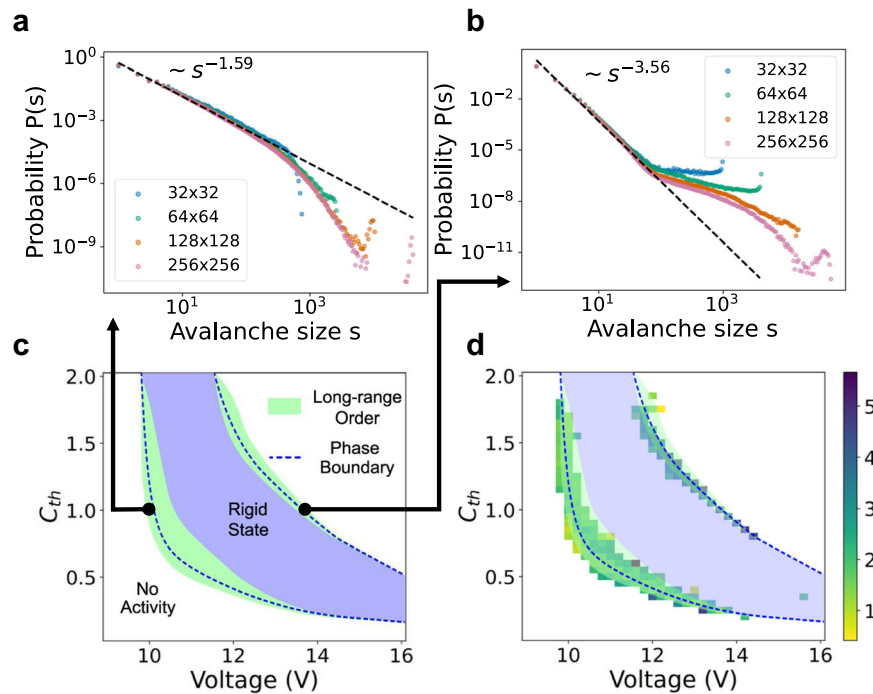 a
10^0
10^-3
10^-6
10^-9
Probability P(s)
~ s^-1.59
32x32
64x64
128x128
256x256
10^1
10^3
Avalanche size s
b
10^-2
10^-5
10^-8
10^-11
Probability P(s)
~ s^-3.56
32x32
64x64
128x128
256x256
10^1
10^3
Avalanche size s
c
2.0
1.5
1.0
0.5
C_th
Long-range
Order
Phase
Boundary
Rigid
State
No
Activity
10
12
14
16
Voltage (V)
d
2.0
1.5
1.0
0.5
C_th
10
12
14
16
Voltage (V)
5
4
3
2
1